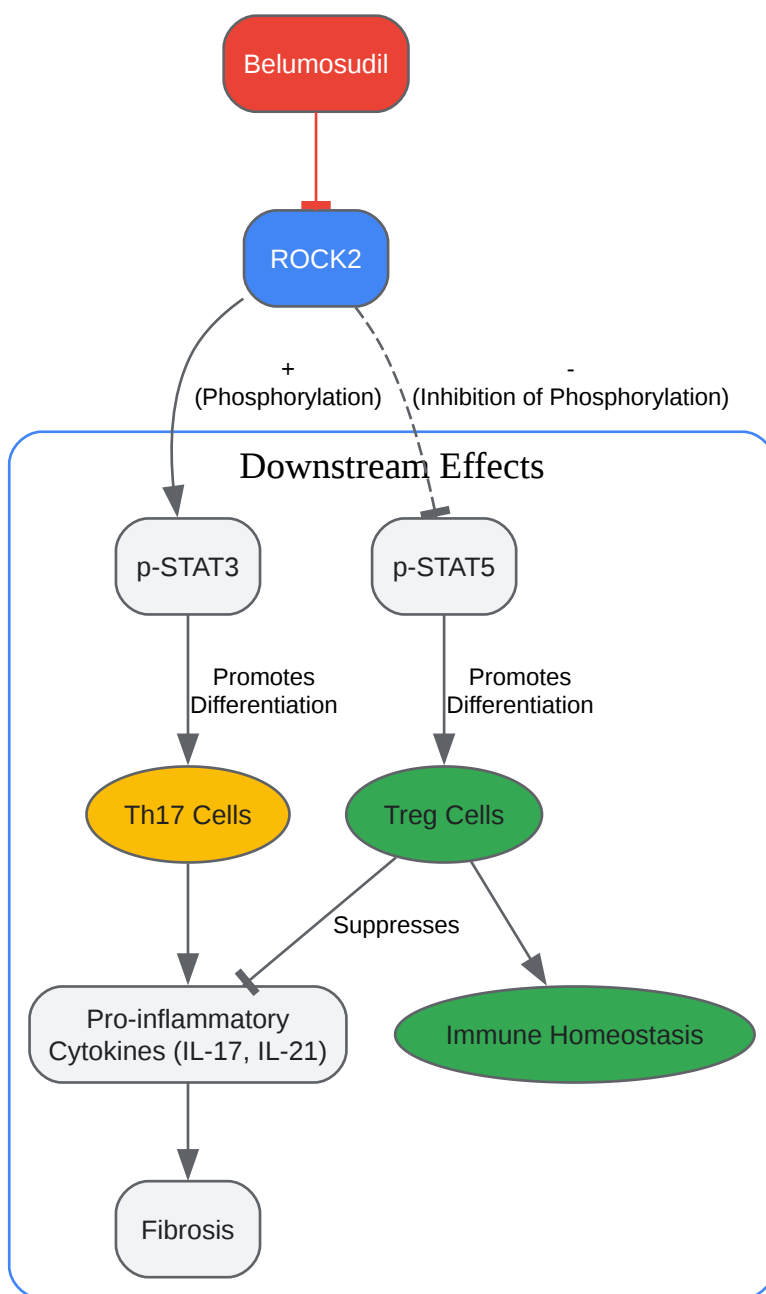 Belumosudil
ROCK2
+
(Phosphorylation)
-
(Inhibition of Phosphorylation)
Downstream Effects
p-STAT3
p-STAT5
Promotes
Differentiation
Promotes
Differentiation
Th17 Cells
Treg Cells
Suppresses
Pro-inflammatory
Cytokines (IL-17, IL-21)
Immune Homeostasis
Fibrosis